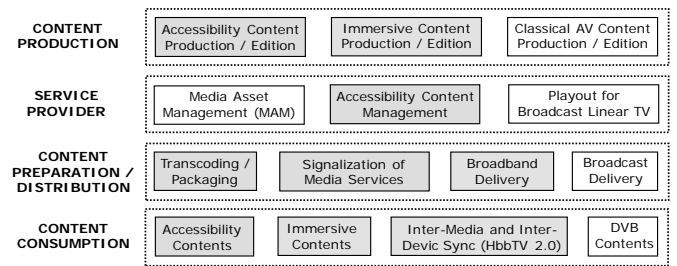 CONTENT
PRODUCTION
Accessibility Content
Production / Edition
Immersive Content
Production / Edition
Classical AV Content
Production / Edition
SERVICE
PROVIDER
Media Asset
Management (MAM)
Accessibility Content
Management
Playout for
Broadcast Linear TV
CONTENT
PREPARATION /
DISTRIBUTION
Transcoding /
Packaging
Signalization of
Media Services
Broadband
Delivery
Broadcast
Delivery
CONTENT
CONSUMPTION
Accessibility
Contents
Immersive
Contents
Inter-Media and Inter-
Devic Sync (HbbTV 2.0)
DVB
Contents